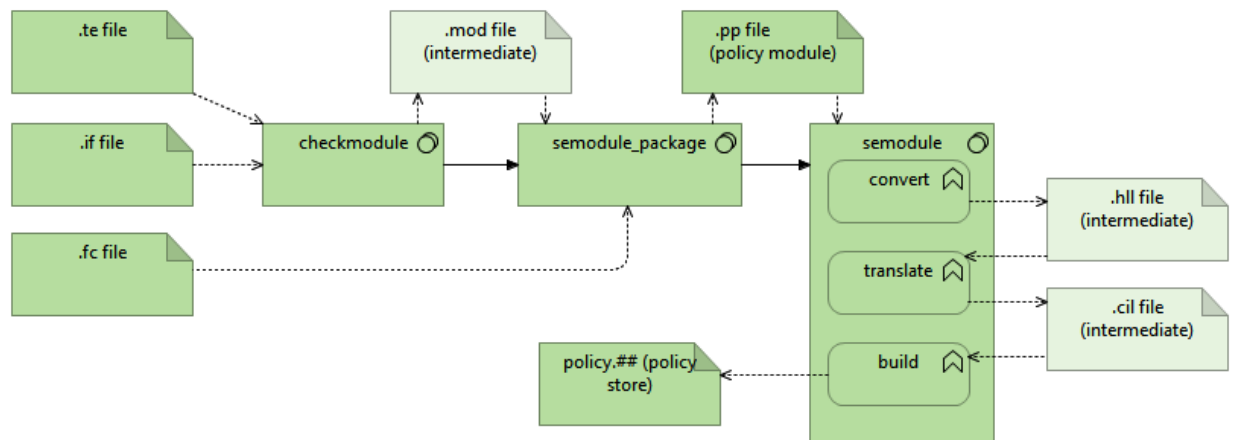 .te file
.mod file
(intermediate)
.pp file
(policy module)
.if file
checkmodule
semodule_package
semodule
convert
.hll file
(intermediate)
.fc file
translate
.cil file
(intermediate)
build
policy.## (policy
store)